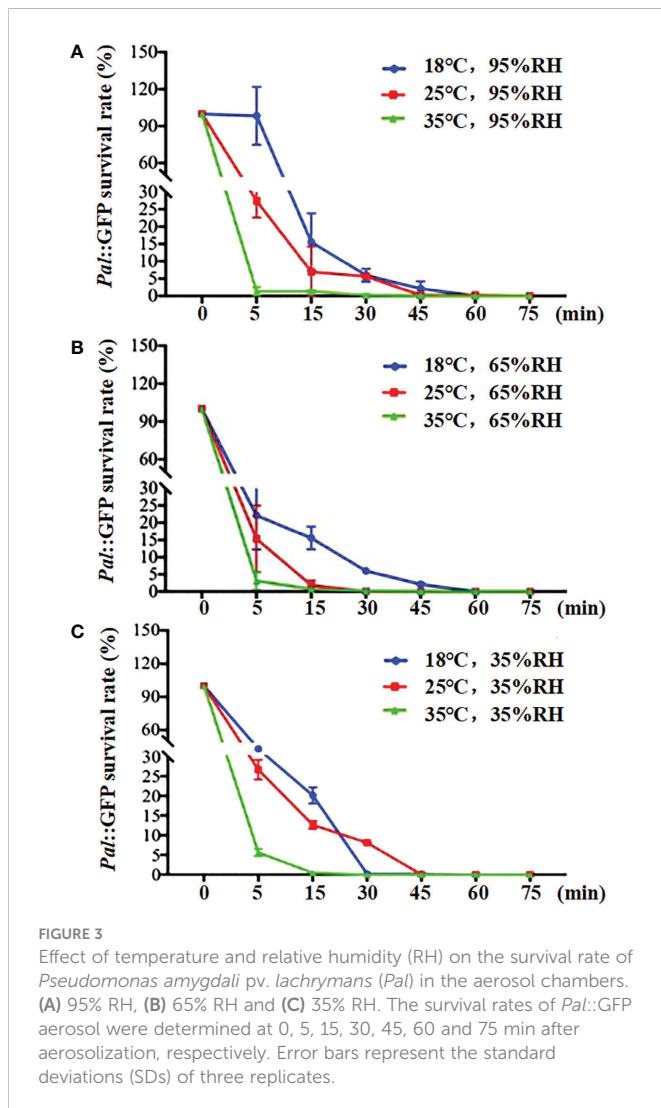 A
Pal::GFP survival rate (%)
150
120
90
60
30
25
20
15
10
5
0
18°C，95%RH
25°C，95%RH
35°C，95%RH
0 5 15 30 45 60 75 (min)
B
Pal::GFP survival rate (%)
150
120
90
60
30
25
20
15
10
5
0
18°C，65%RH
25°C，65%RH
35°C，65%RH
0 5 15 30 45 60 75 (min)
C
Pal::GFP survival rate (%)
150
120
90
60
30
25
20
15
10
5
0
18°C，35%RH
25°C，35%RH
35°C，35%RH
0 5 15 30 45 60 75 (min)
FIGURE 3
Effect of temperature and relative humidity (RH) on the survival rate of
Pseudomonas amygdali pv. lachrymans (Pal) in the aerosol chambers.
(A) 95% RH, (B) 65% RH and (C) 35% RH. The survival rates of Pal::GFP
aerosol were determined at 0, 5, 15, 30, 45, 60 and 75 min after
aerosolization, respectively. Error bars represent the standard
deviations (SDs) of three replicates.